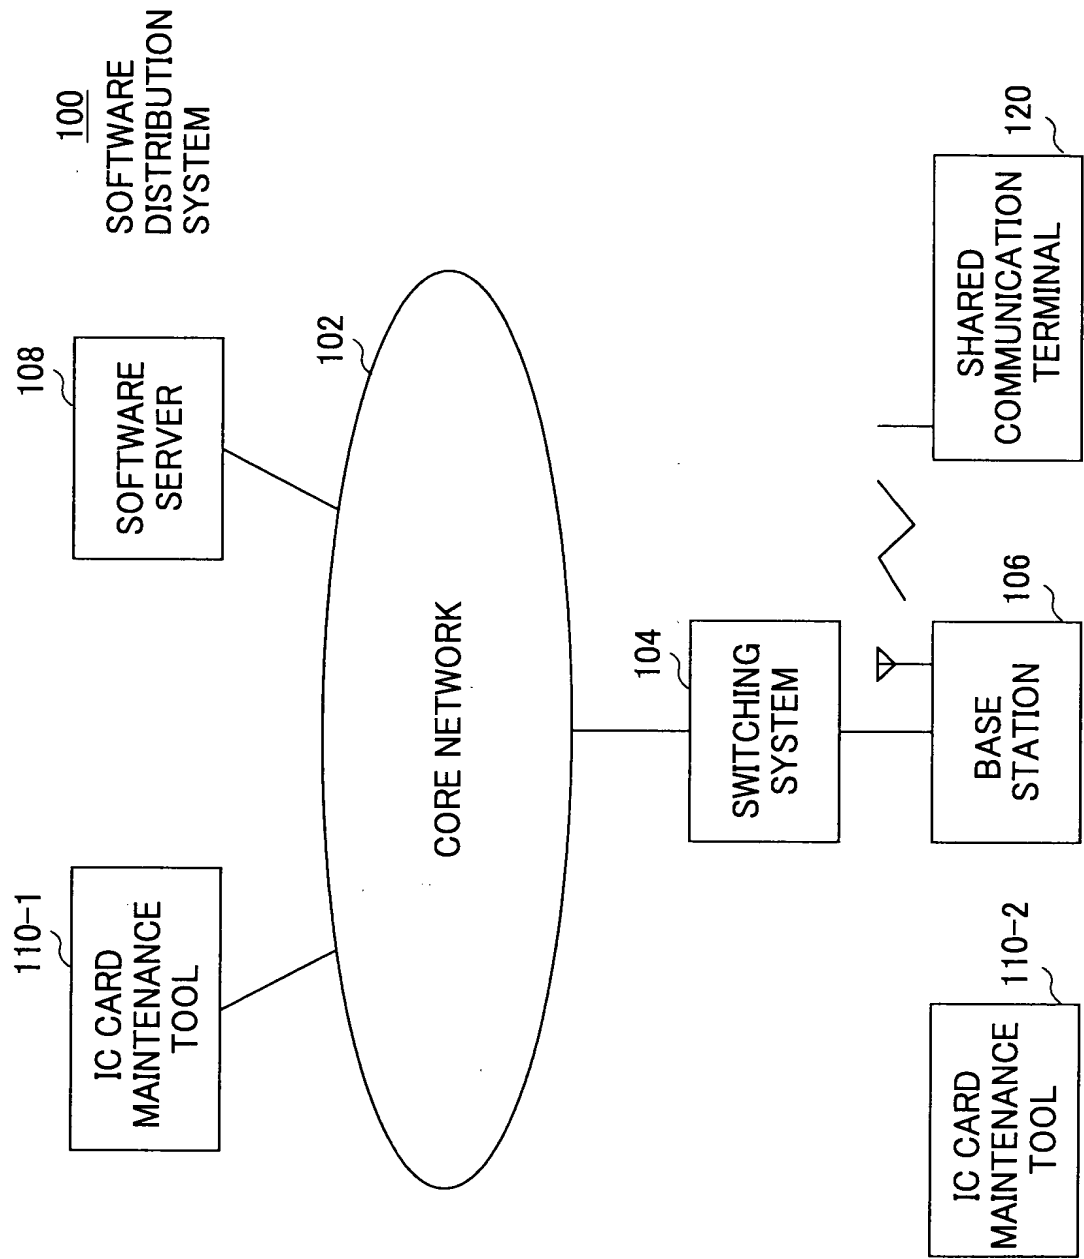 100
SOFTWARE
DISTRIBUTION
SYSTEM
110-1
IC CARD
MAINTENANCE
TOOL
108
SOFTWARE
SERVER
102
CORE NETWORK
104
SWITCHING
SYSTEM
110-2
IC CARD
MAINTENANCE
TOOL
106
BASE
STATION
120
SHARED
COMMUNICATION
TERMINAL